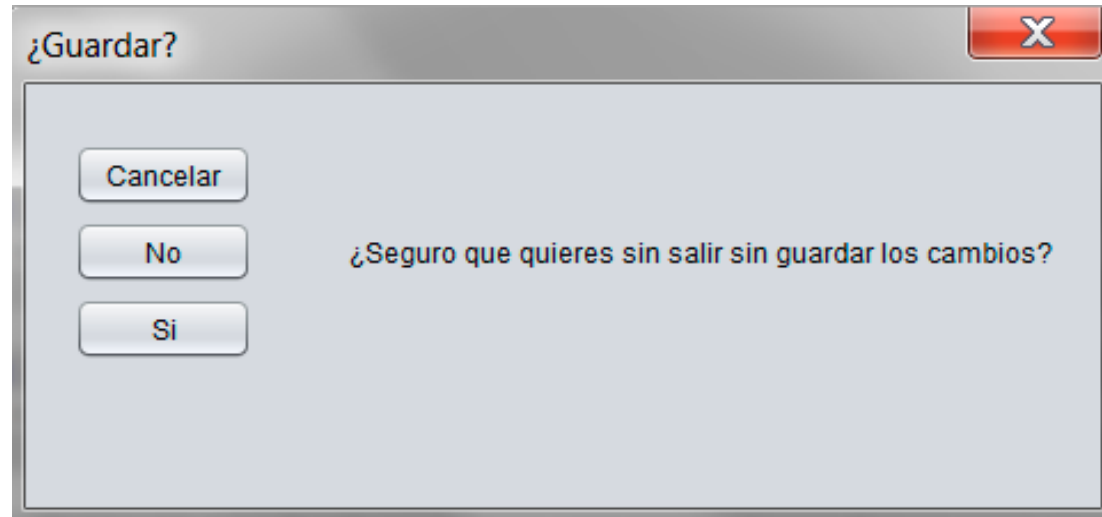 ¿Guardar?
Cancelar
No
¿Seguro que quieres sin salir sin guardar los cambios?
Si